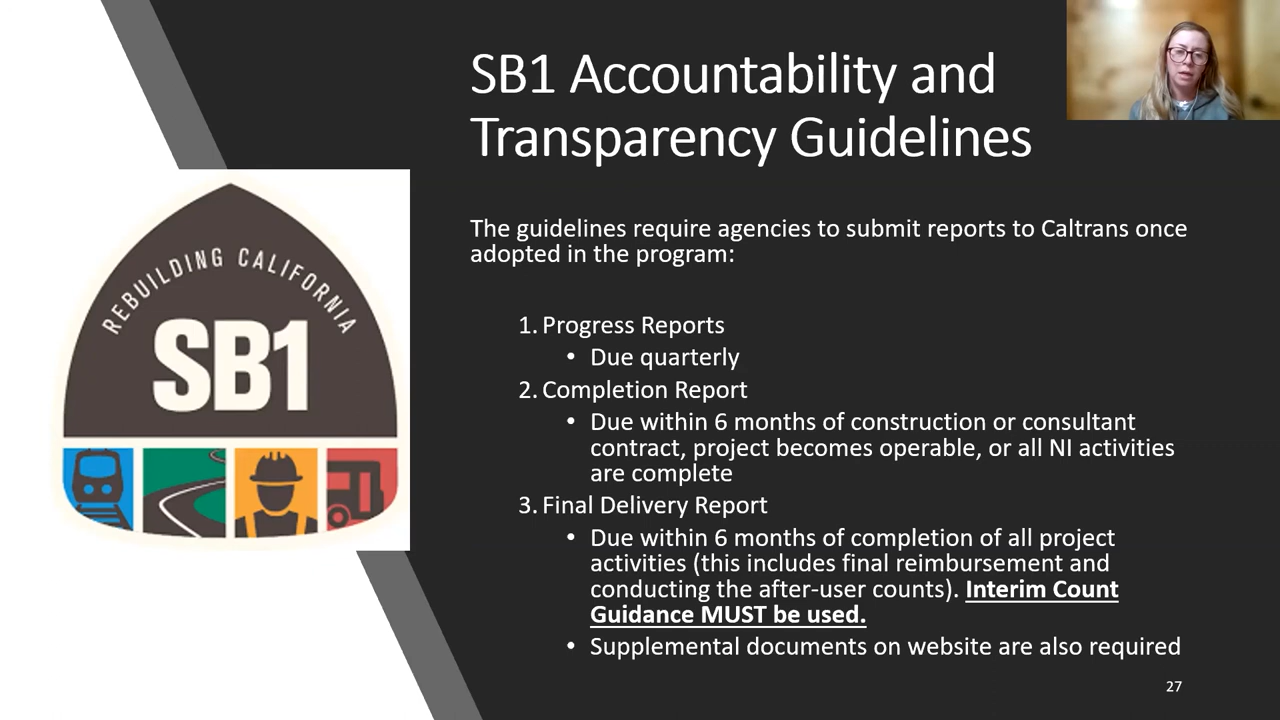 SB1 Accountability and
Transparency Guidelines
REBUILDING CALIFORNIA
SB1
The guidelines require agencies to submit reports to Caltrans once
adopted in the program:
1. Progress Reports
• Due quarterly
2. Completion Report
• Due within 6 months of construction or consultant
contract, project becomes operable, or all NI activities
are complete
3. Final Delivery Report
• Due within 6 months of completion of all project
activities (this includes final reimbursement and
conducting the after-user counts). Interim Count
Guidance MUST be used.
• Supplemental documents on website are also required
27